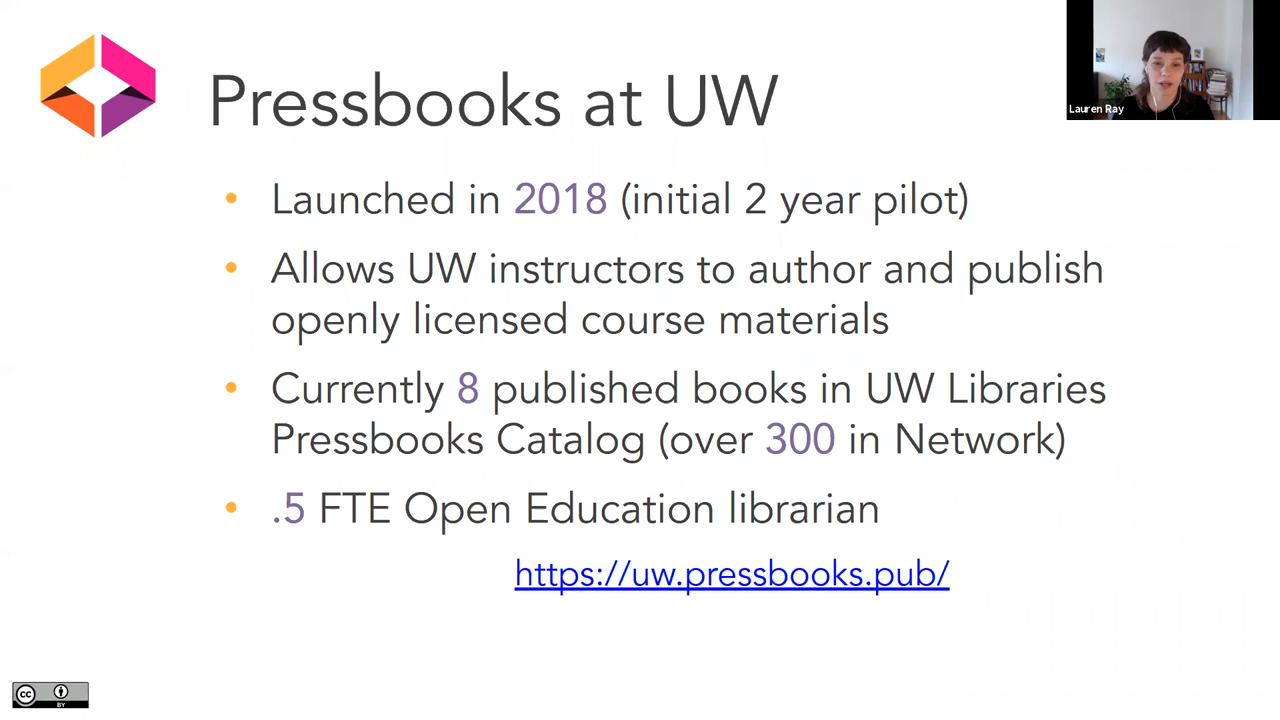 Pressbooks at UW
Lauren Ray
• Launched in 2018 (initial 2 year pilot)
• Allows UW instructors to author and publish
openly licensed course materials
• Currently 8 published books in UW Libraries
Pressbooks Catalog (over 300 in Network)
• .5 FTE Open Education librarian
https://uw.pressbooks.pub/
cc
BY